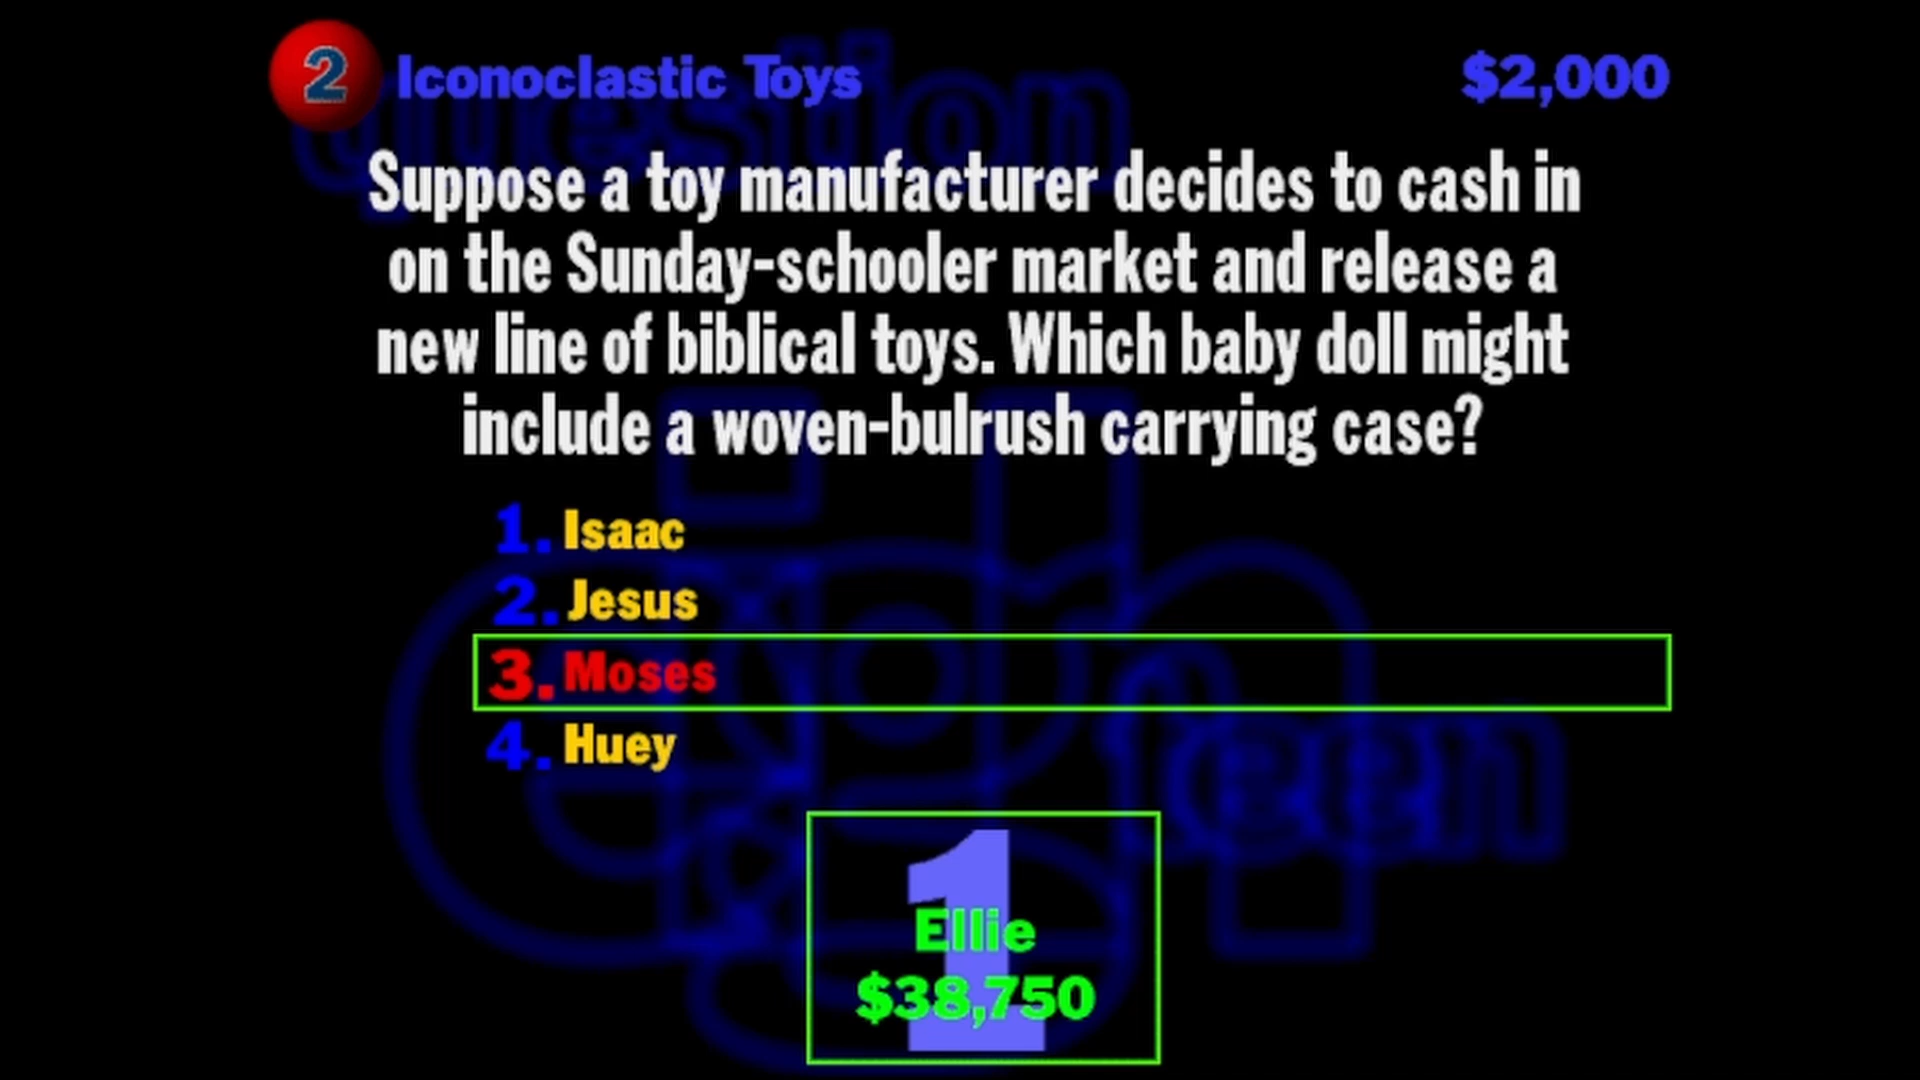 2 Iconoclastic Toys $2,000
Suppose a toy manufacturer decides to cash in
on the Sunday-schooler market and release a
new line of biblical toys. Which baby doll might
include a woven-bulrush carrying case?
1. Isaac
2. Jesus
3. Moses
4. Huey
1
Ellie
$38,750
question